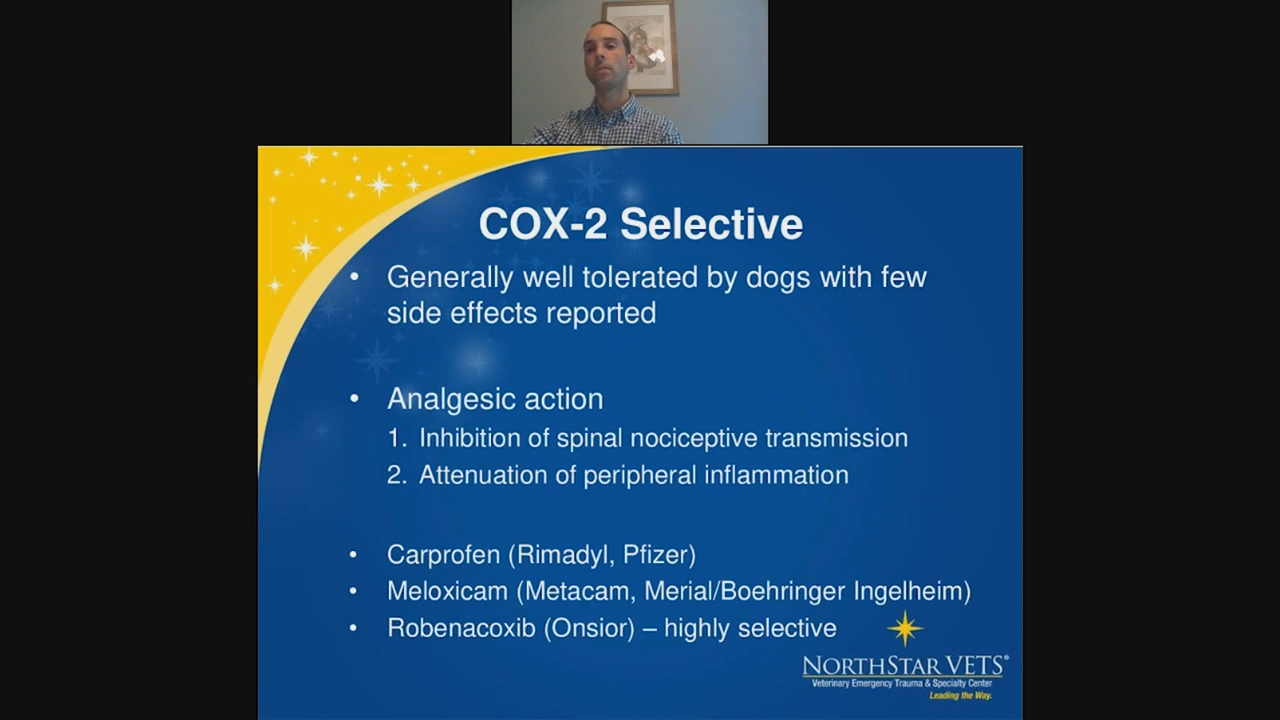 COX-2 Selective
• Generally well tolerated by dogs with few
side effects reported
• Analgesic action
1. Inhibition of spinal nociceptive transmission
2. Attenuation of peripheral inflammation
• Carprofen (Rimadyl, Pfizer)
• Meloxicam (Metacam, Merial/Boehringer Ingelheim)
• Robenacoxib (Onsior) – highly selective
NORTHSTAR VETS®
Veterinary Emergency Trauma & Specialty Center
Leading the Way.